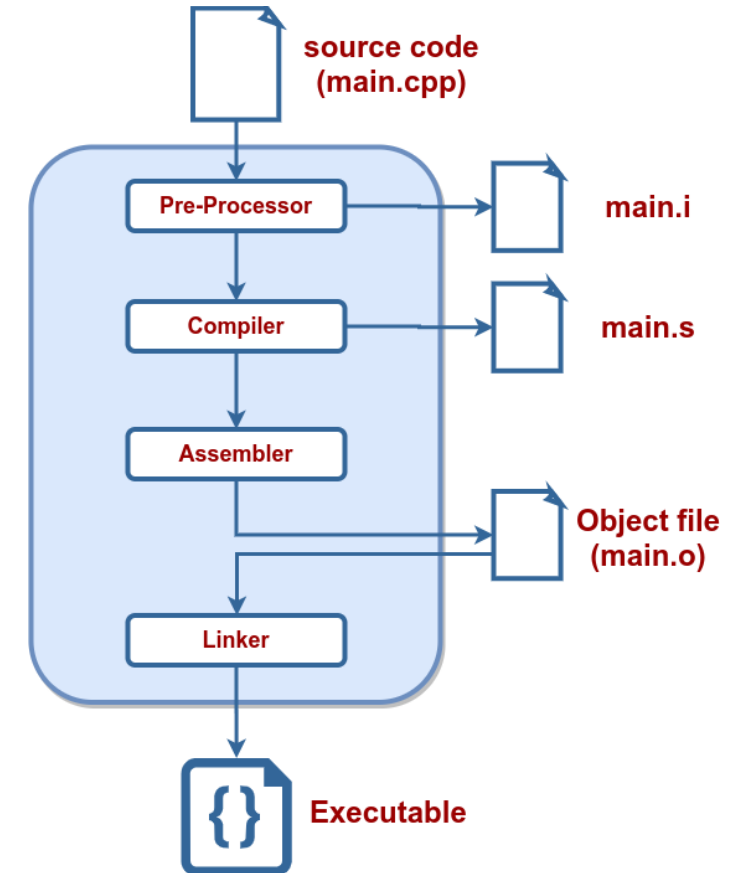 source code
(main.cpp)
Pre-Processor
main.i
Compiler
main.s
Assembler
Object file
(main.o)
Linker
{}
Executable